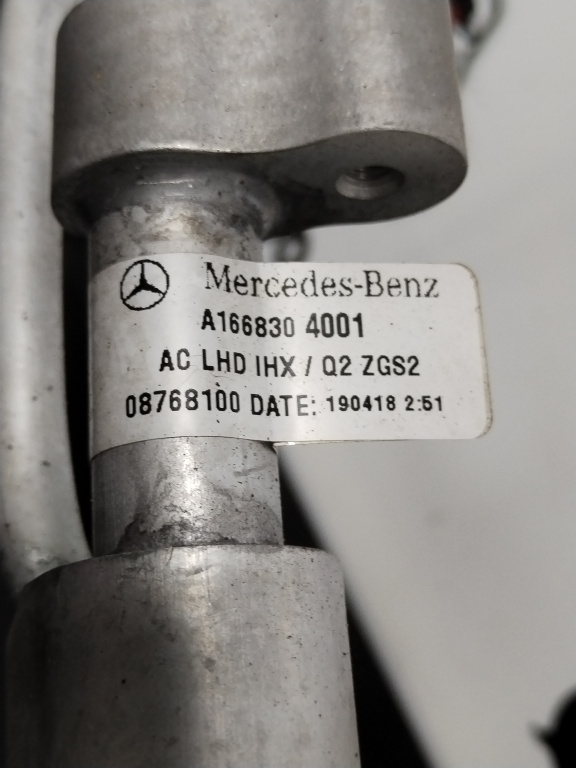 Mercedes-Benz
A166830 4001
AC LHD IHX / Q2 ZGS2
08768100 DATE: 190418 2:51